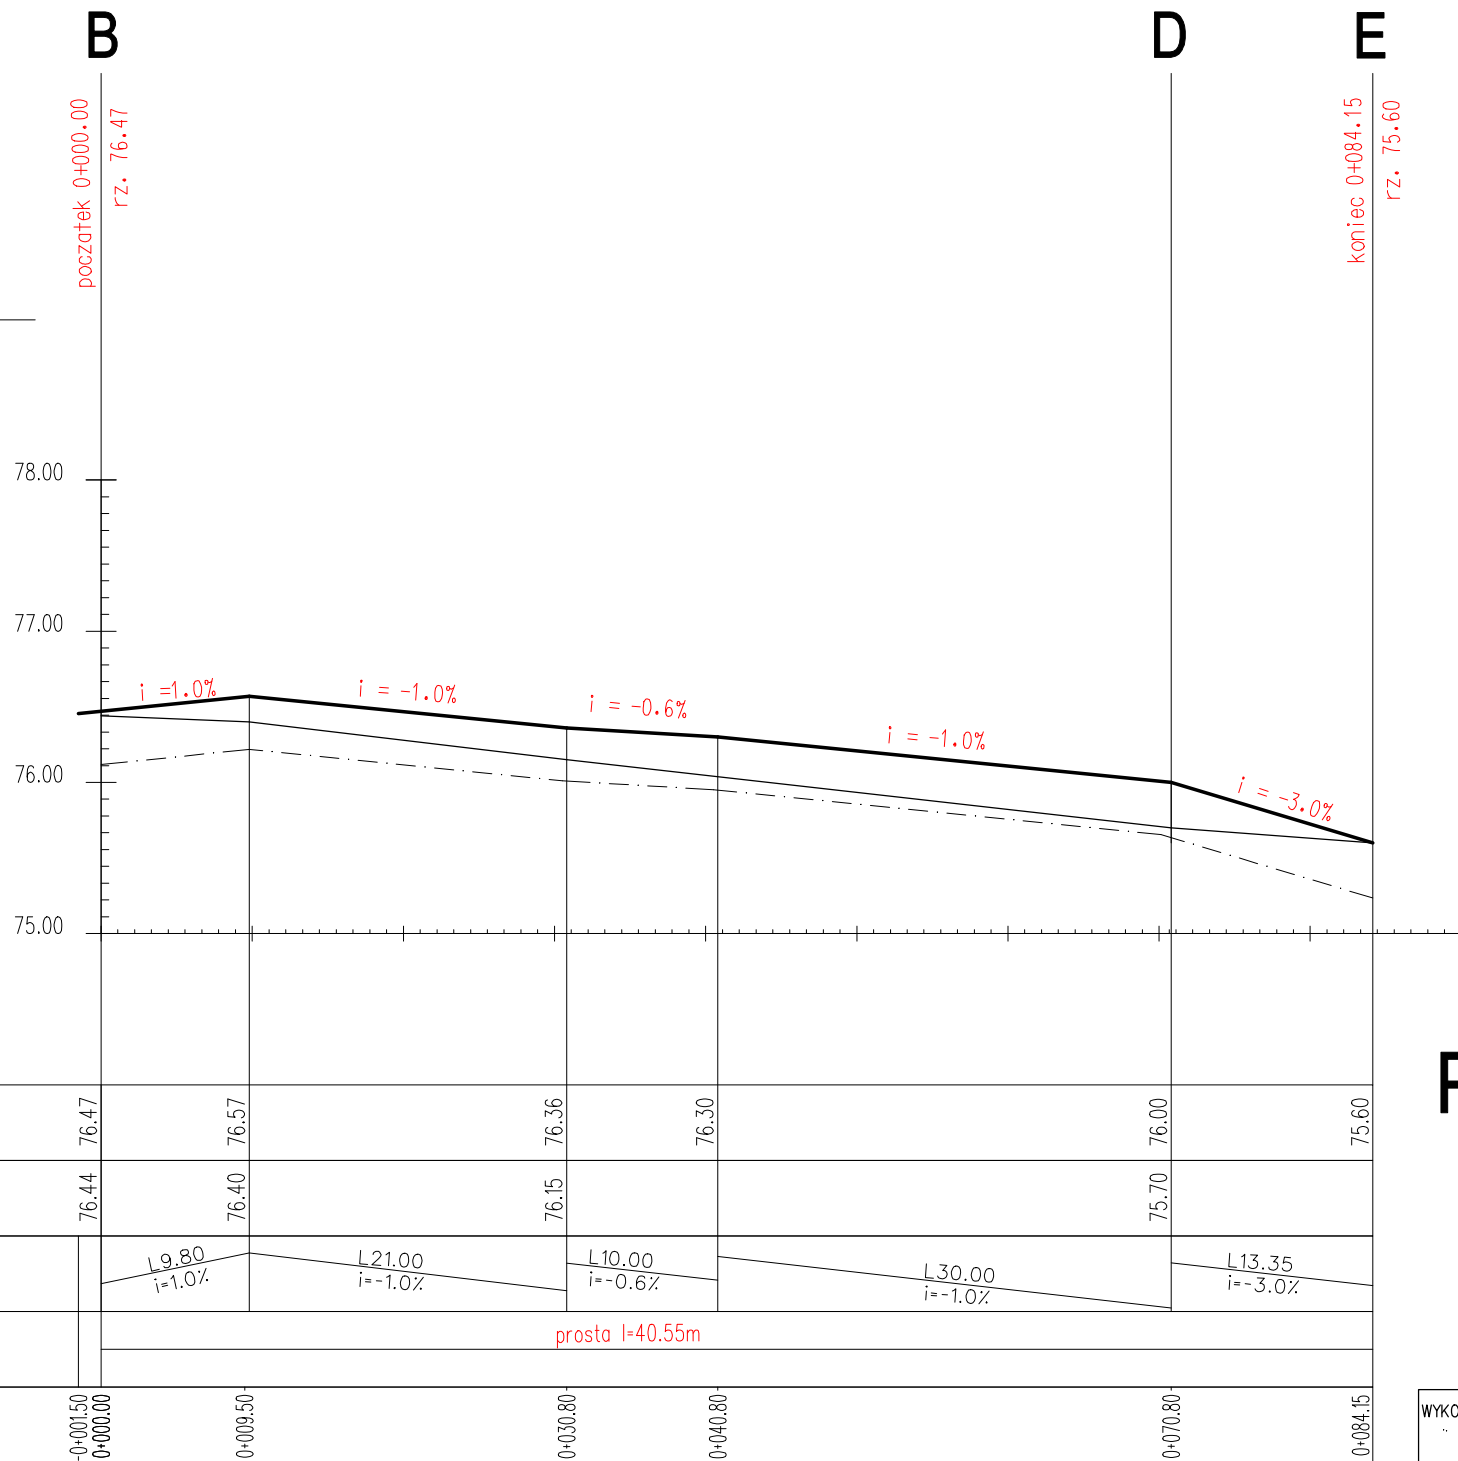 B
D
E
poczatek 0+000.00
rz. 76.47
koniec 0+084.15
rz. 75.60
78.00
77.00
76.00
75.00
i =1.0%
i = -1.0%
i = -0.6%
i = -1.0%
i = -3.0%
76.47
76.57
76.36
76.30
76.00
75.60
76.44
76.40
76.15
75.70
L9.80
i=1.0%
L21.00
i=-1.0%
L10.00
i=-0.6%
L30.00
i=-1.0%
L13.35
i=-3.0%
prosta l=40.55m
-0+001.50
0+000.00
0+009.50
0+030.80
0+040.80
0+070.80
0+084.15
WYKO